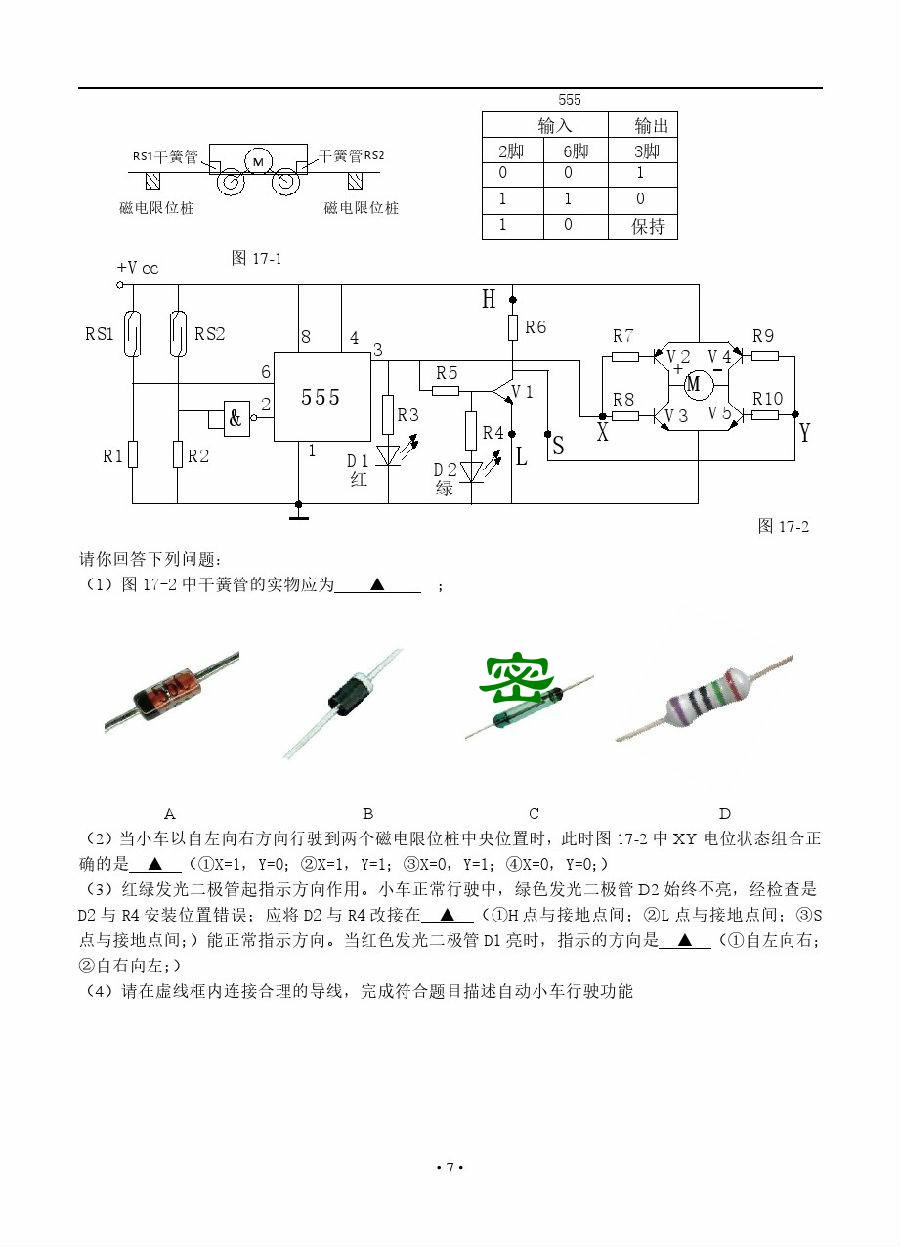 555
输入 输出
2脚 6脚 3脚
0 0 1
1 1 0
1 0 保持
RS1干簧管 M 干簧管RS2
磁电限位桩 磁电限位桩
图 17-1
+Vcc
H
RS1 RS2 8 4 3 R6 R7 R9
6 R5 V2 V4
+ M -
555 V1 R8 R10
& 2 R3 V3 V5
R4 X Y
R1 R2 1 D1 L S
红 D2
绿
图 17-2
请你回答下列问题:
(1)图 17-2 中干簧管的实物应为 ▲ ;
密
A B C D
(2)当小车以自左向右方向行驶到两个磁电限位桩中央位置时,此时图 17-2 中 XY 电位状态组合正
确的是 ▲ (①X=1,Y=0;②X=1,Y=1;③X=0,Y=1;④X=0,Y=0;)
(3)红绿发光二极管起指示方向作用。小车正常行驶中,绿色发光二极管 D2 始终不亮,经检查是
D2 与 R4 安装位置错误;应将 D2 与 R4 改接在 ▲ (①H 点与接地点间;②L 点与接地点间;③S
点与接地点间;)能正常指示方向。当红色发光二极管 D1 亮时,指示的方向是 ▲ (①自左向右;
②自右向左;)
(4)请在虚线框内连接合理的导线,完成符合题目描述自动小车行驶功能
• 7 •